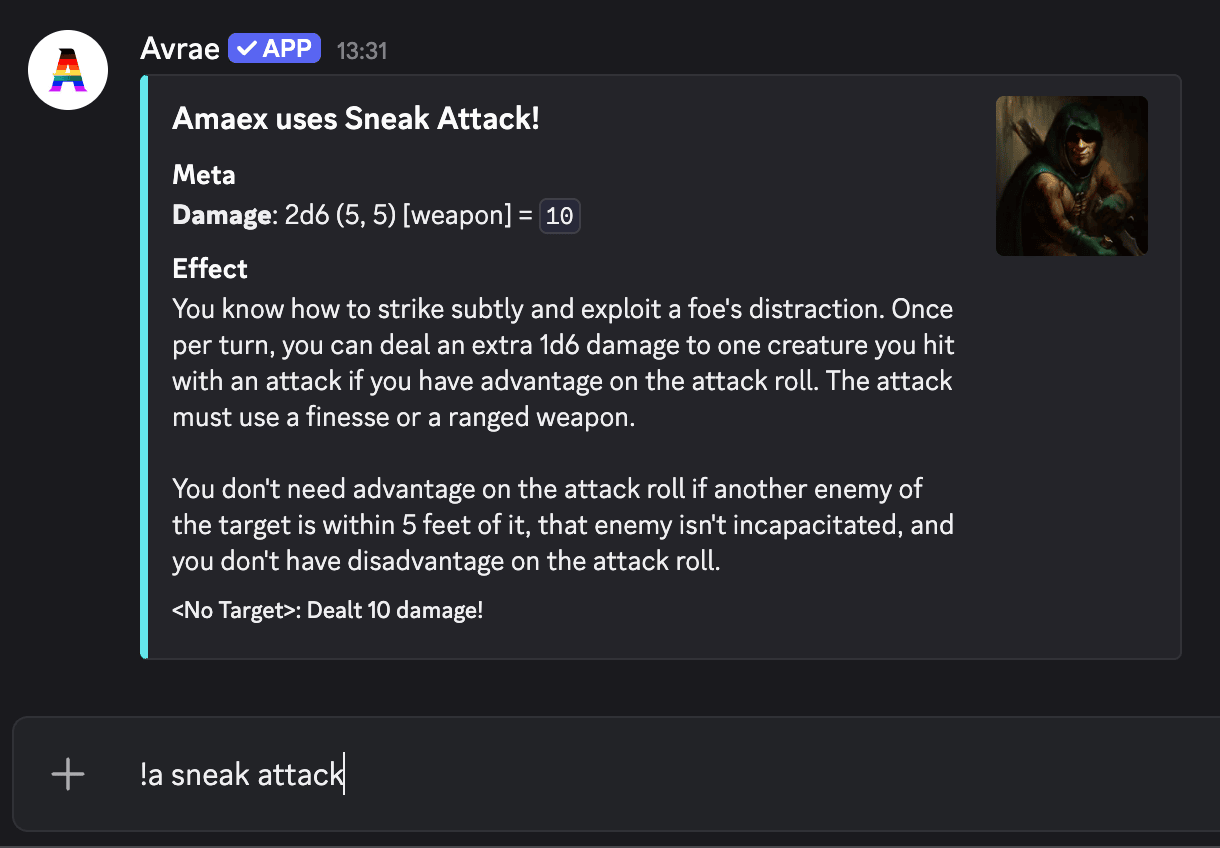 Avrae ✓ APP 13:31
A
Amaex uses Sneak Attack!
Meta
Damage: 2d6 (5, 5) [weapon] = 10
Effect
You know how to strike subtly and exploit a foe's distraction. Once
per turn, you can deal an extra 1d6 damage to one creature you hit
with an attack if you have advantage on the attack roll. The attack
must use a finesse or a ranged weapon.
You don't need advantage on the attack roll if another enemy of
the target is within 5 feet of it, that enemy isn't incapacitated, and
you don't have disadvantage on the attack roll.
<No Target>: Dealt 10 damage!
!a sneak attack